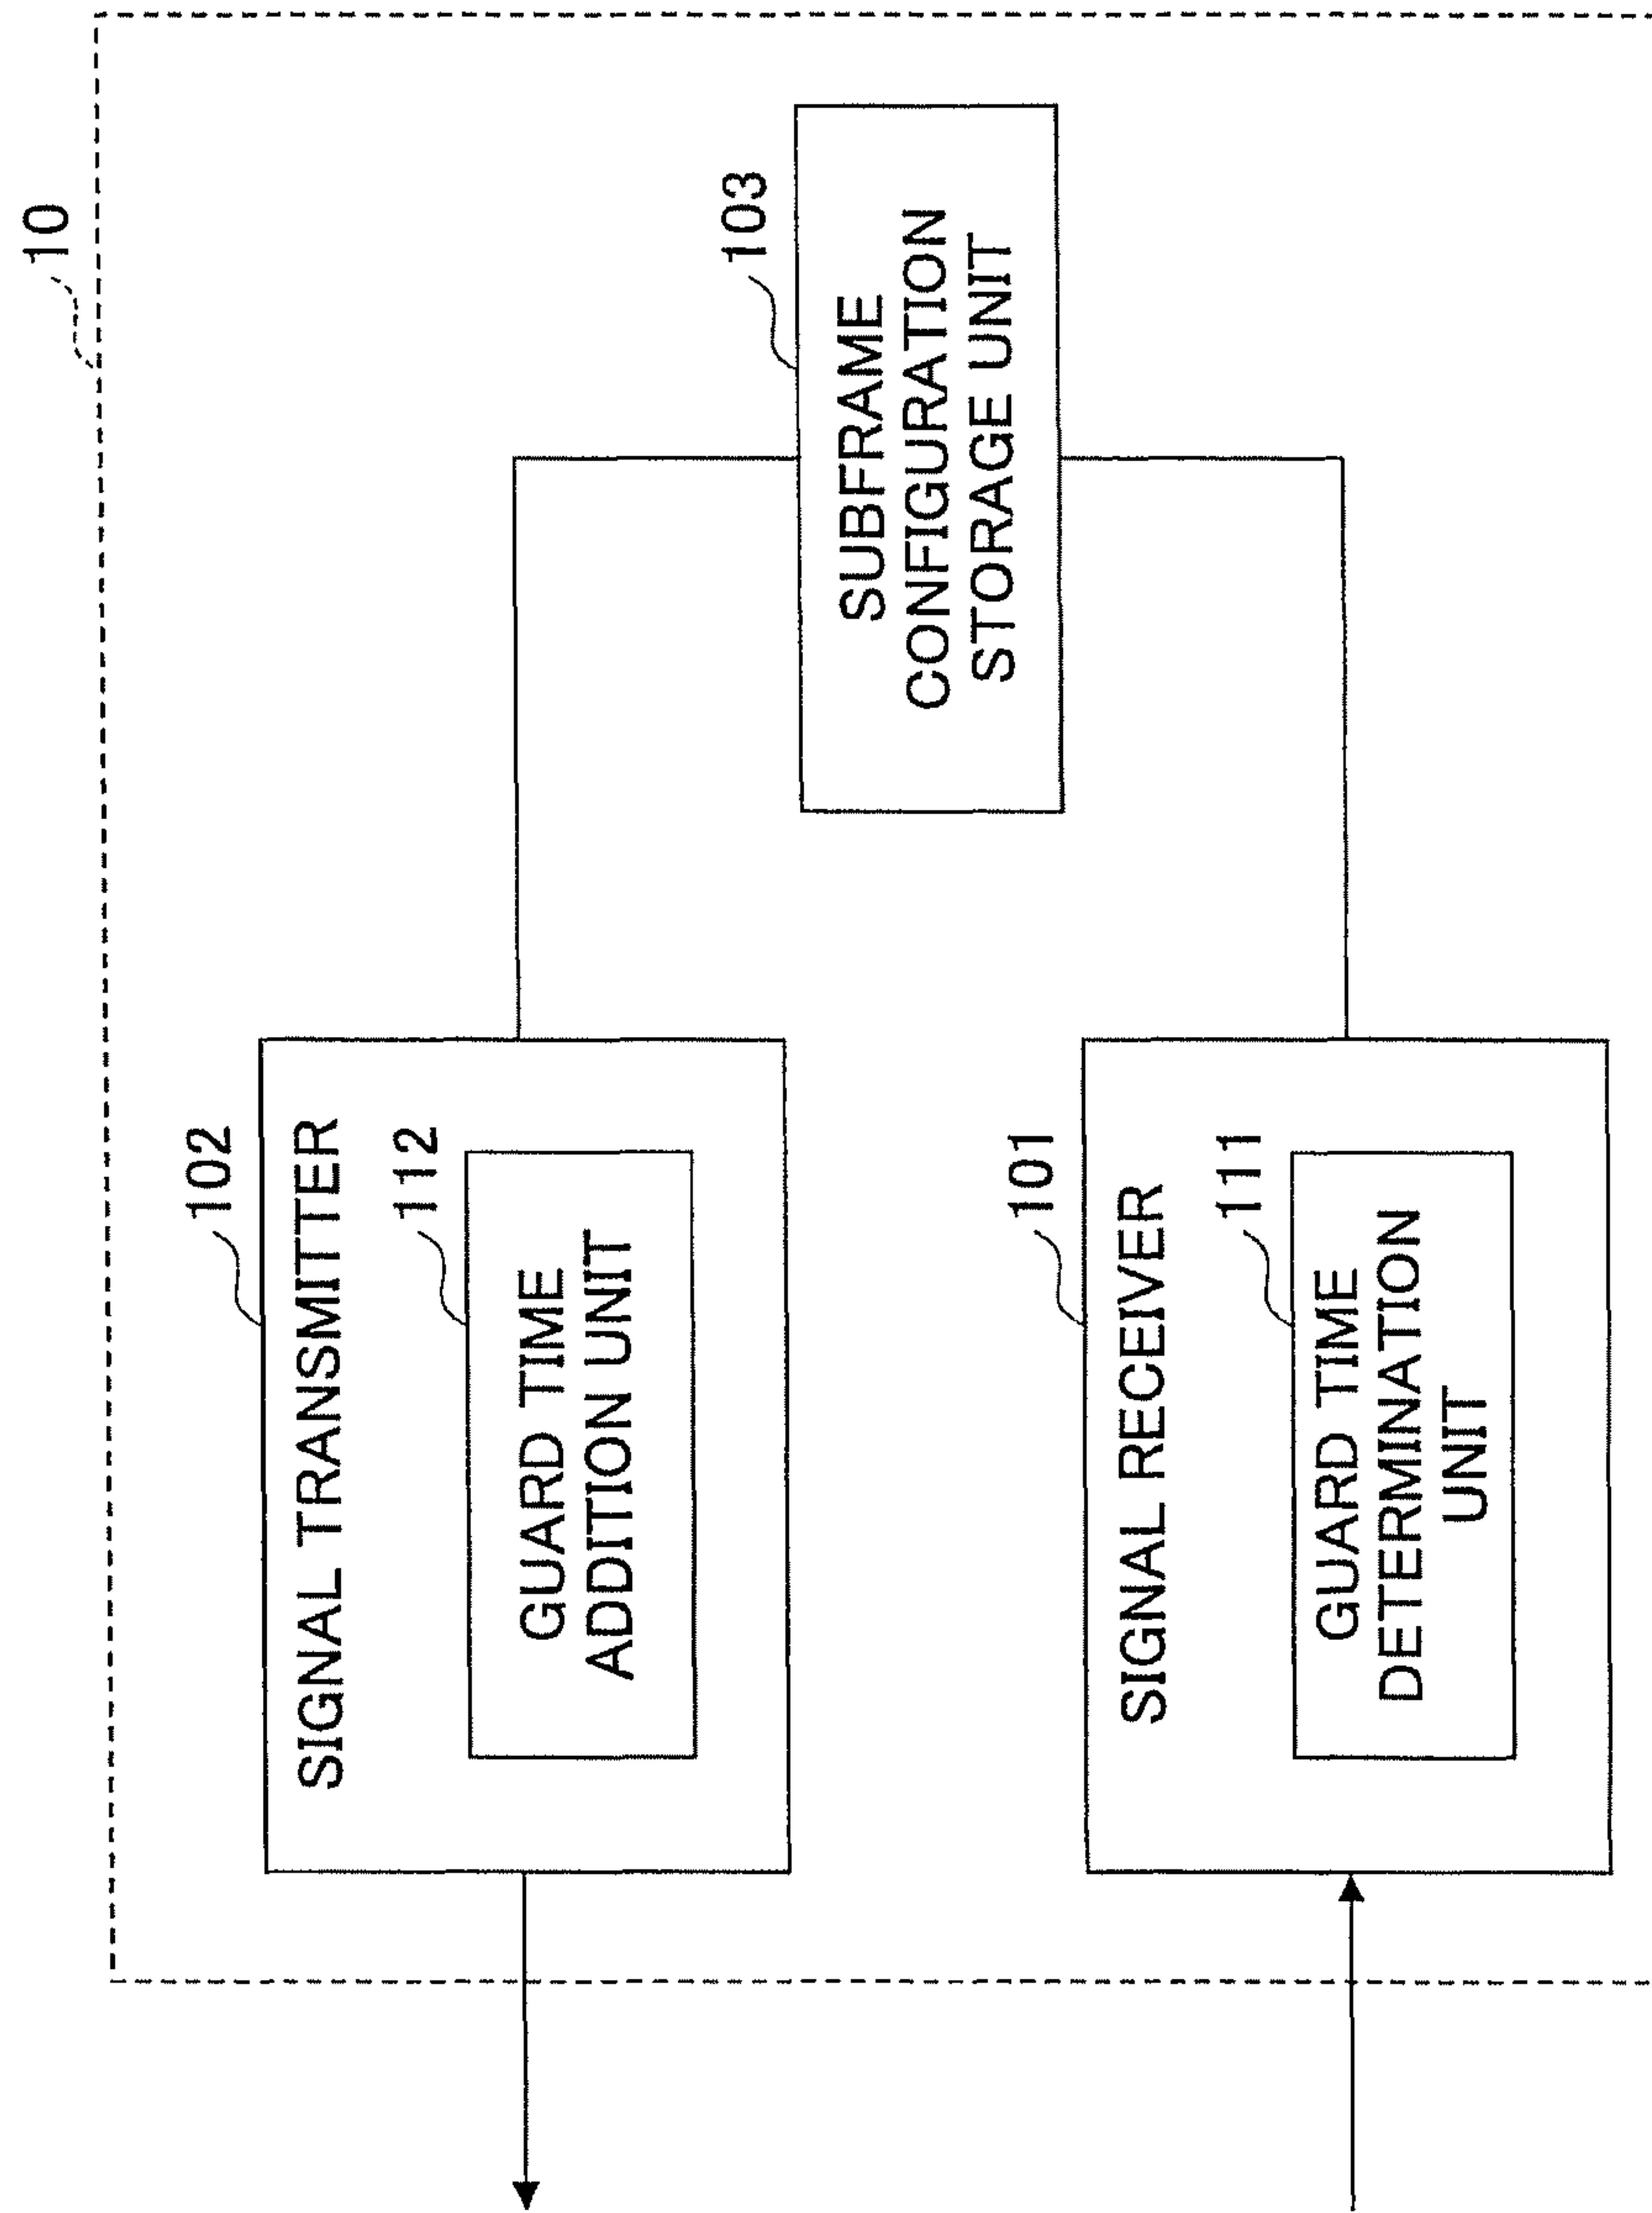 10
102
SIGNAL TRANSMITTER
112
GUARD TIME
ADDITION UNIT
103
SUBFRAME
CONFIGURATION
STORAGE UNIT
101
SIGNAL RECEIVER
111
GUARD TIME
DETERMINATION
UNIT